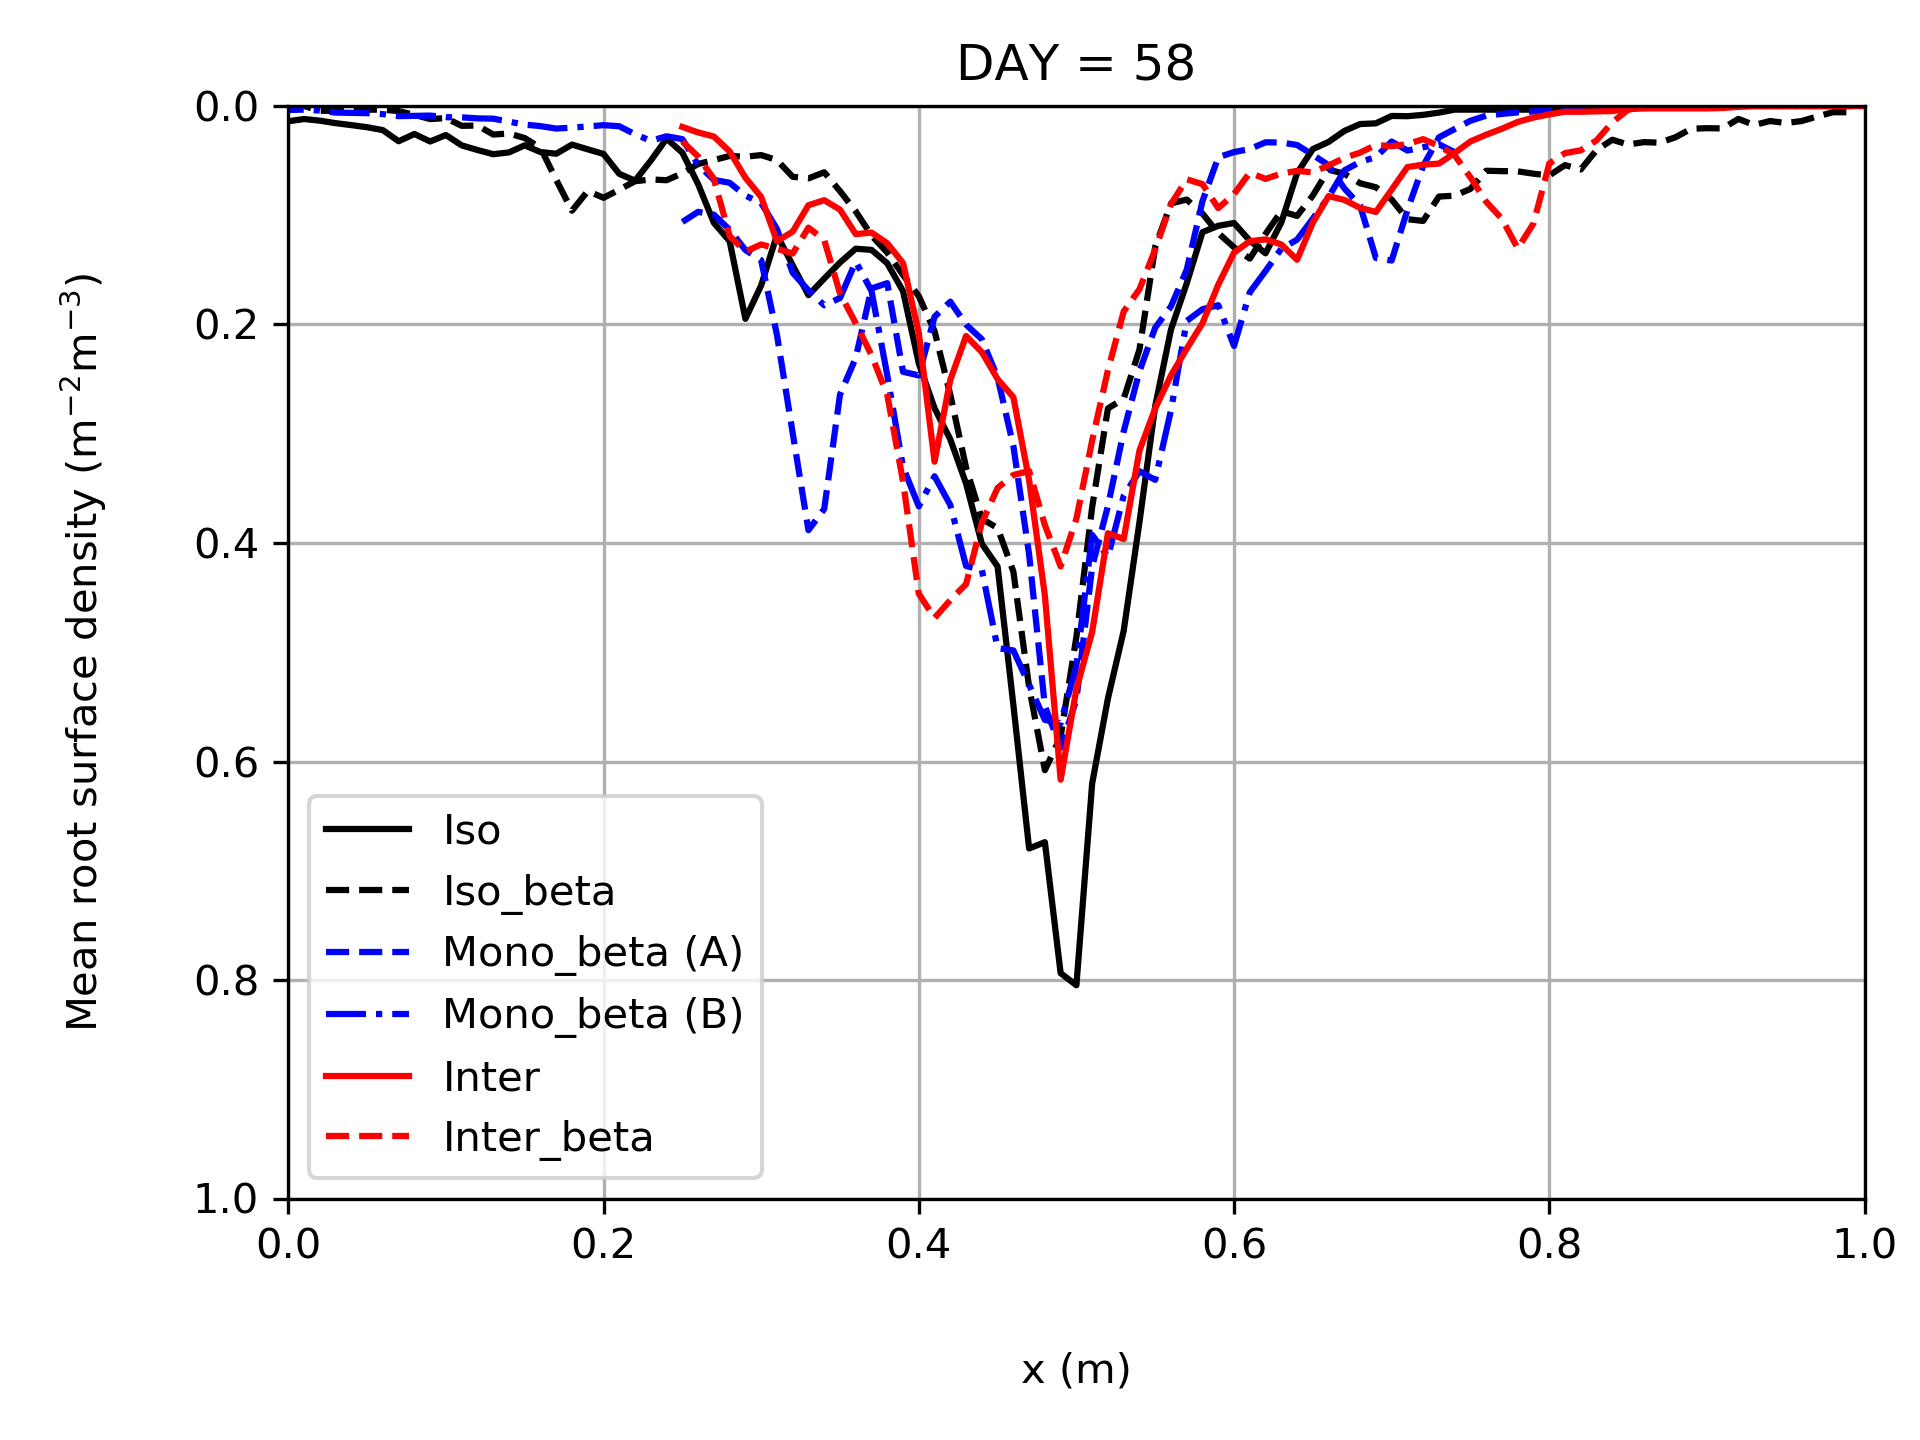 DAY = 58
Mean root surface density (m⁻²m⁻³)
0.0
0.2
0.4
0.6
0.8
1.0
Iso
Iso_beta
Mono_beta (A)
Mono_beta (B)
Inter
Inter_beta
0.0 0.2 0.4 0.6 0.8 1.0
x (m)